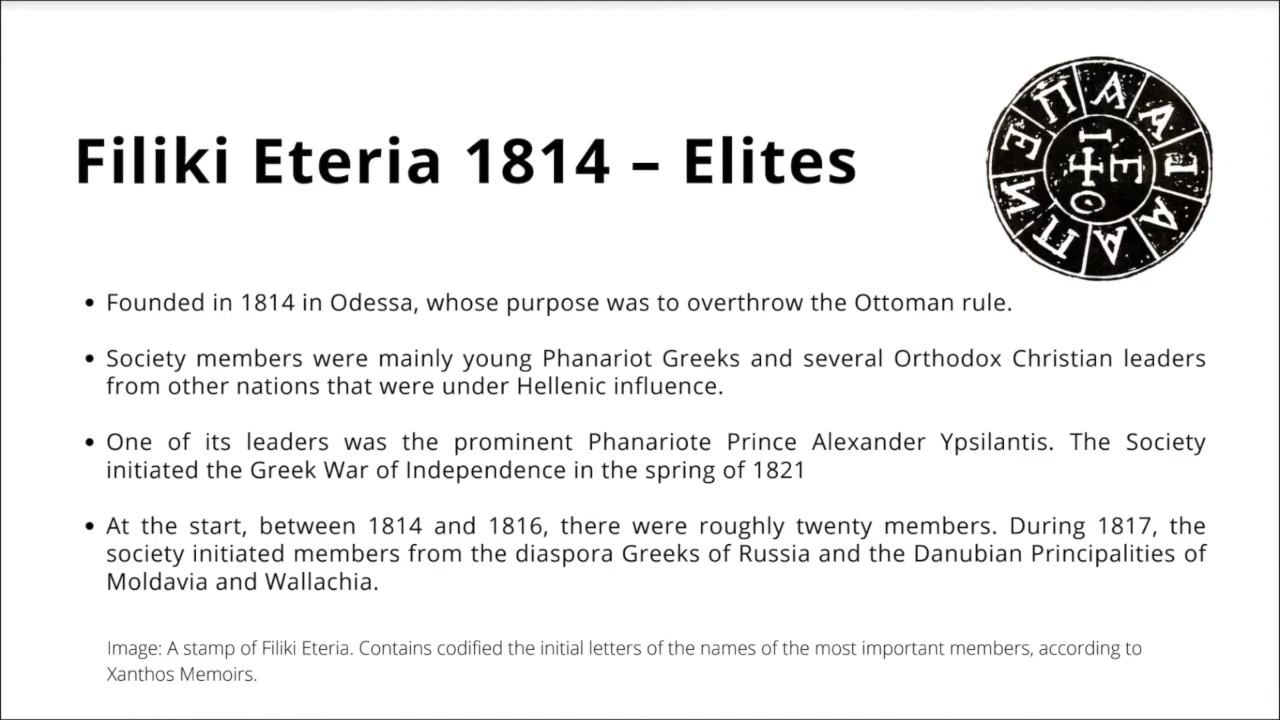 Filiki Eteria 1814 – Elites
• Founded in 1814 in Odessa, whose purpose was to overthrow the Ottoman rule.
• Society members were mainly young Phanariot Greeks and several Orthodox Christian leaders
from other nations that were under Hellenic influence.
• One of its leaders was the prominent Phanariote Prince Alexander Ypsilantis. The Society
initiated the Greek War of Independence in the spring of 1821
• At the start, between 1814 and 1816, there were roughly twenty members. During 1817, the
society initiated members from the diaspora Greeks of Russia and the Danubian Principalities of
Moldavia and Wallachia.
Image: A stamp of Filiki Eteria. Contains codified the initial letters of the names of the most important members, according to
Xanthos Memoirs.